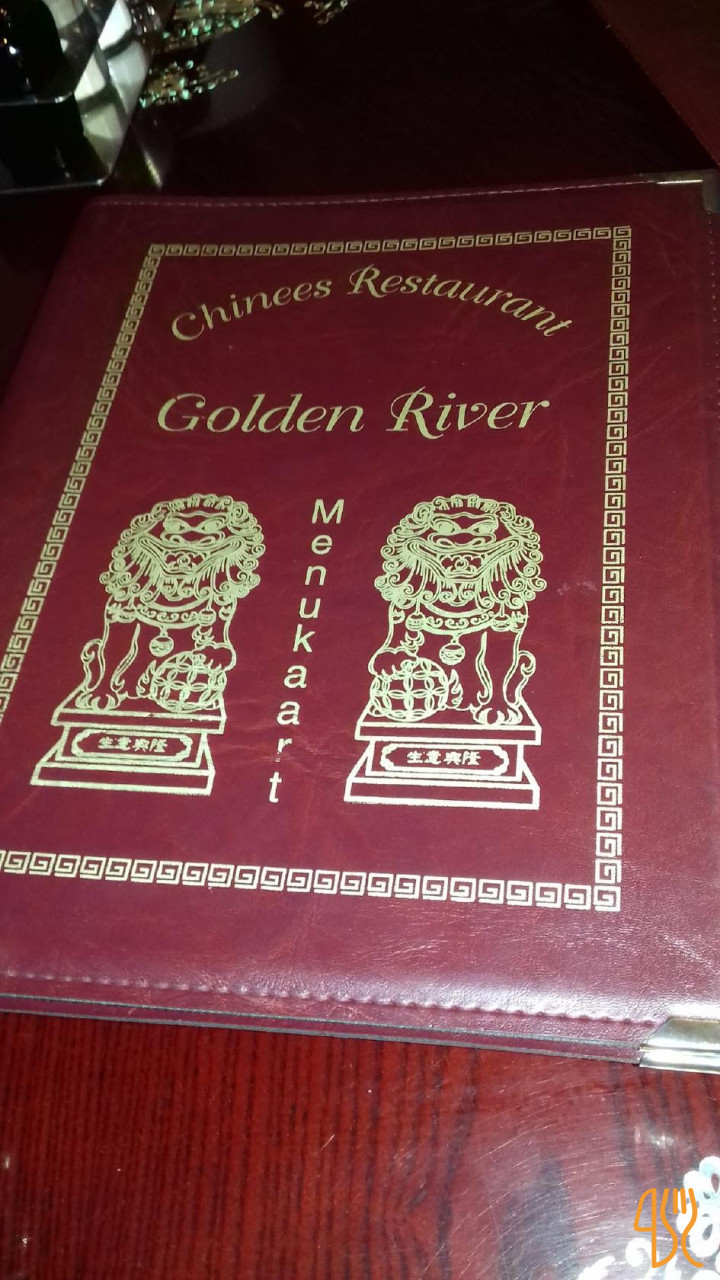 Chinees Restaurant
Golden River
Menukaart
生意興隆
生意興隆